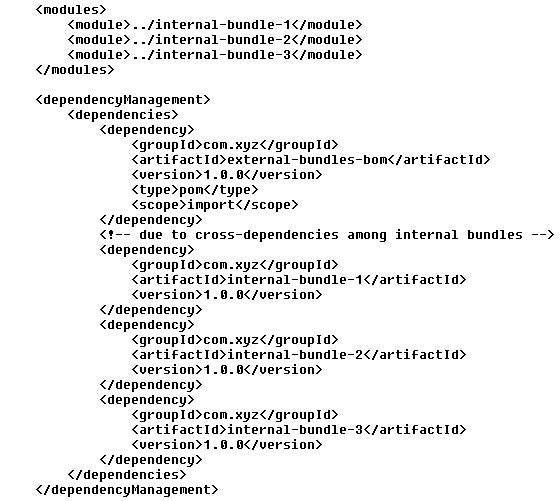 <modules>
    <module>../internal-bundle-1</module>
    <module>../internal-bundle-2</module>
    <module>../internal-bundle-3</module>
</modules>

<dependencyManagement>
    <dependencies>
        <dependency>
            <groupId>com.xyz</groupId>
            <artifactId>external-bundles-bom</artifactId>
            <version>1.0.0</version>
            <type>pom</type>
            <scope>import</scope>
        </dependency>
        <!-- due to cross-dependencies among internal bundles -->
        <dependency>
            <groupId>com.xyz</groupId>
            <artifactId>internal-bundle-1</artifactId>
            <version>1.0.0</version>
        </dependency>
        <dependency>
            <groupId>com.xyz</groupId>
            <artifactId>internal-bundle-2</artifactId>
            <version>1.0.0</version>
        </dependency>
        <dependency>
            <groupId>com.xyz</groupId>
            <artifactId>internal-bundle-3</artifactId>
            <version>1.0.0</version>
        </dependency>
    </dependencies>
</dependencyManagement>